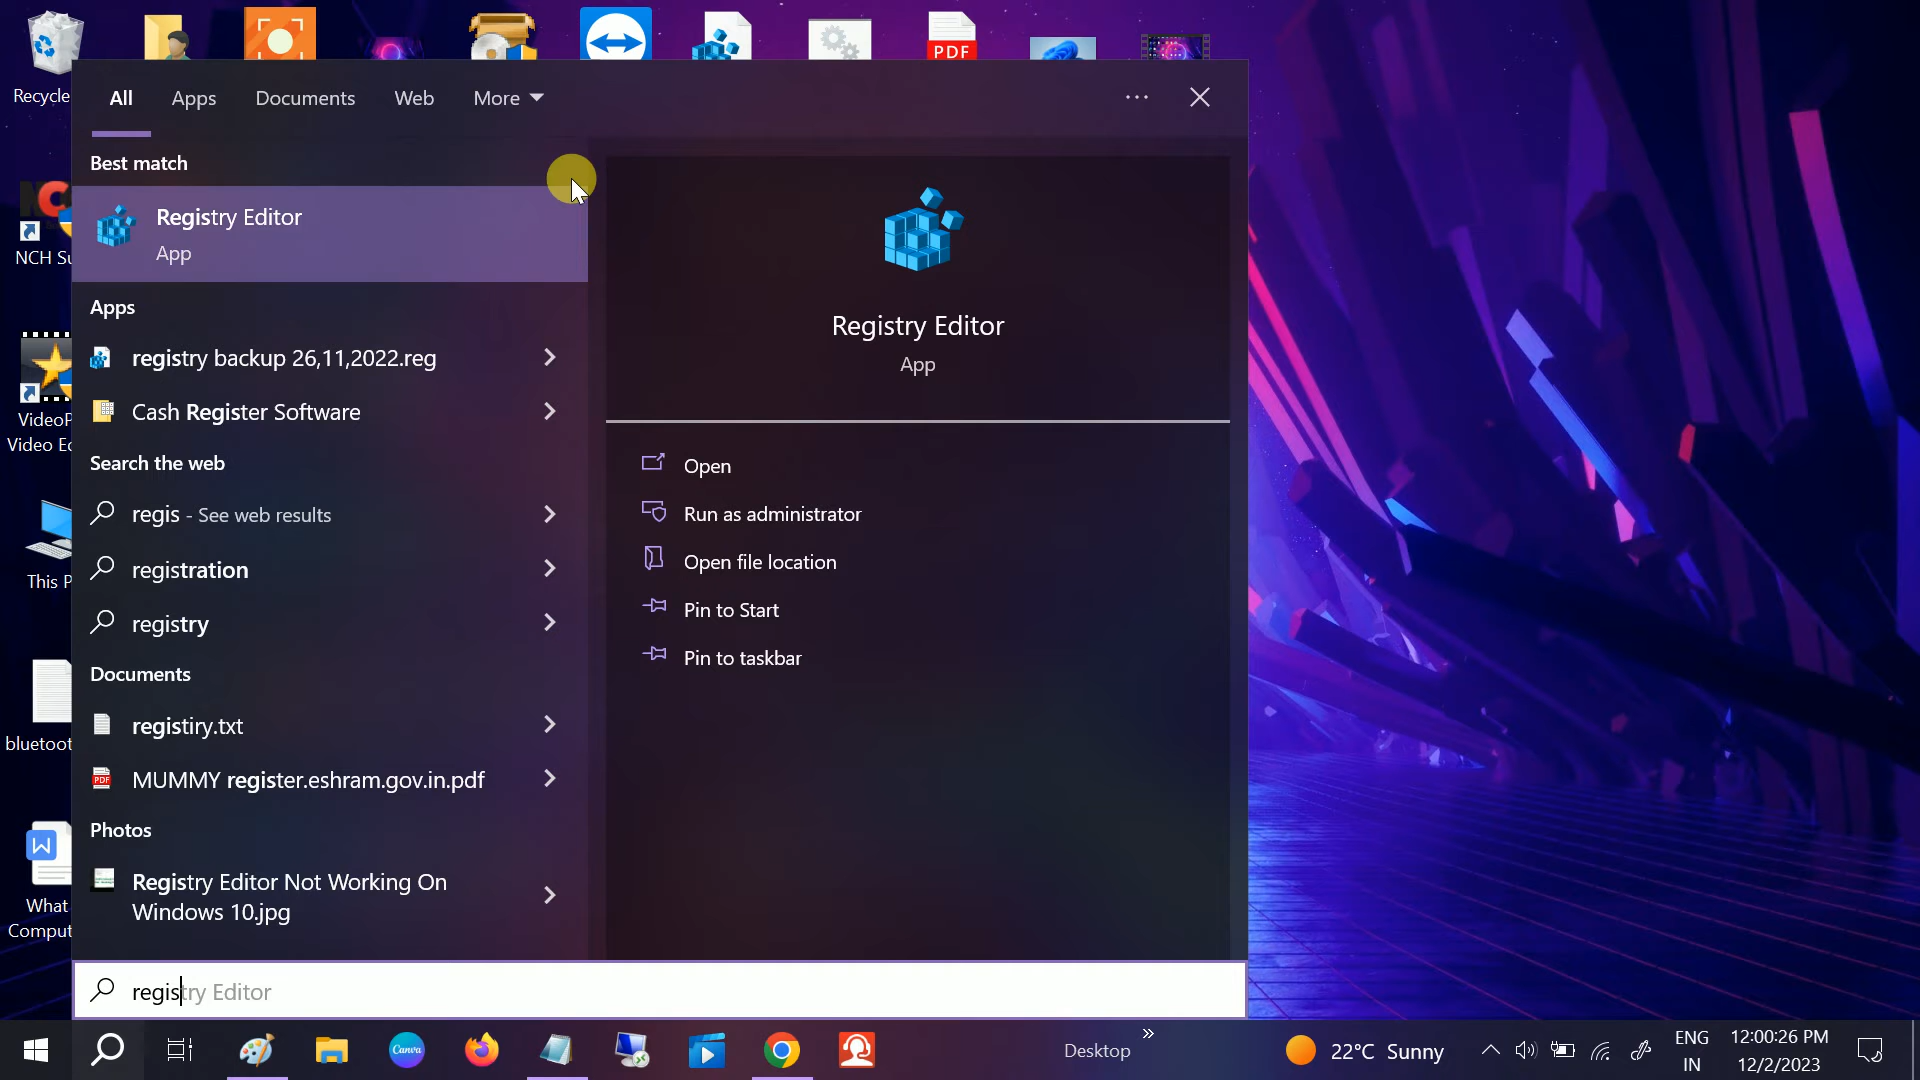 PDF
Recycle
NCH Su
VideoP
Video Ed
This P
bluetoot
What
Comput
All Apps Documents Web More
Best match
Registry Editor
App
Apps
registry backup 26,11,2022.reg
Cash Register Software
Search the web
regis - See web results
registration
registry
Documents
registiry.txt
MUMMY register.eshram.gov.in.pdf
Photos
Registry Editor Not Working On
Windows 10.jpg
Registry Editor
App
Open
Run as administrator
Open file location
Pin to Start
Pin to taskbar
registry Editor
Canva
Desktop
22°C Sunny
ENG
IN
12:00:26 PM
12/2/2023